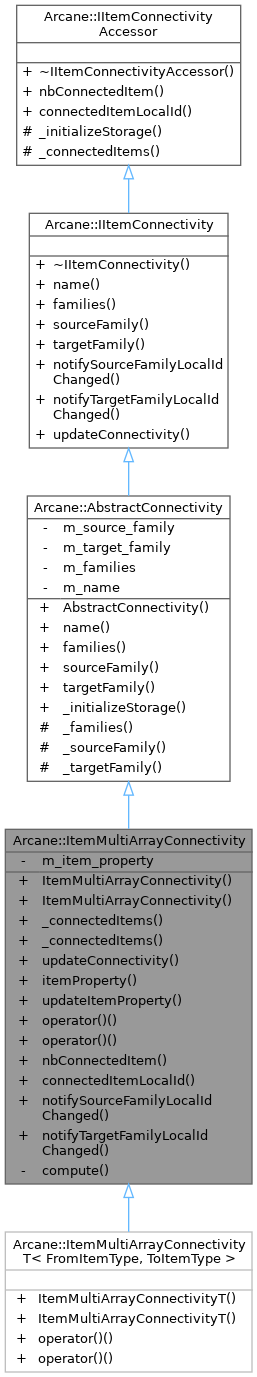 Arcane::IItemConnectivity
Accessor
+ ~IItemConnectivityAccessor()
+ nbConnectedItem()
+ connectedItemLocalId()
# _initializeStorage()
# _connectedItems()
Arcane::IItemConnectivity
+ ~IItemConnectivity()
+ name()
+ families()
+ sourceFamily()
+ targetFamily()
+ notifySourceFamilyLocalId
Changed()
+ notifyTargetFamilyLocalId
Changed()
+ updateConnectivity()
Arcane::AbstractConnectivity
- m_source_family
- m_target_family
- m_families
- m_name
+ AbstractConnectivity()
+ name()
+ families()
+ sourceFamily()
+ targetFamily()
+ _initializeStorage()
# _families()
# _sourceFamily()
# _targetFamily()
Arcane::ItemMultiArrayConnectivity
- m_item_property
+ ItemMultiArrayConnectivity()
+ ItemMultiArrayConnectivity()
+ _connectedItems()
+ _connectedItems()
+ updateConnectivity()
+ itemProperty()
+ updateItemProperty()
+ operator()()
+ operator()()
+ nbConnectedItem()
+ connectedItemLocalId()
+ notifySourceFamilyLocalId
Changed()
+ notifyTargetFamilyLocalId
Changed()
- compute()
Arcane::ItemMultiArrayConnectivity
T< FromItemType, ToItemType >
+ ItemMultiArrayConnectivityT()
+ ItemMultiArrayConnectivityT()
+ operator()()
+ operator()()